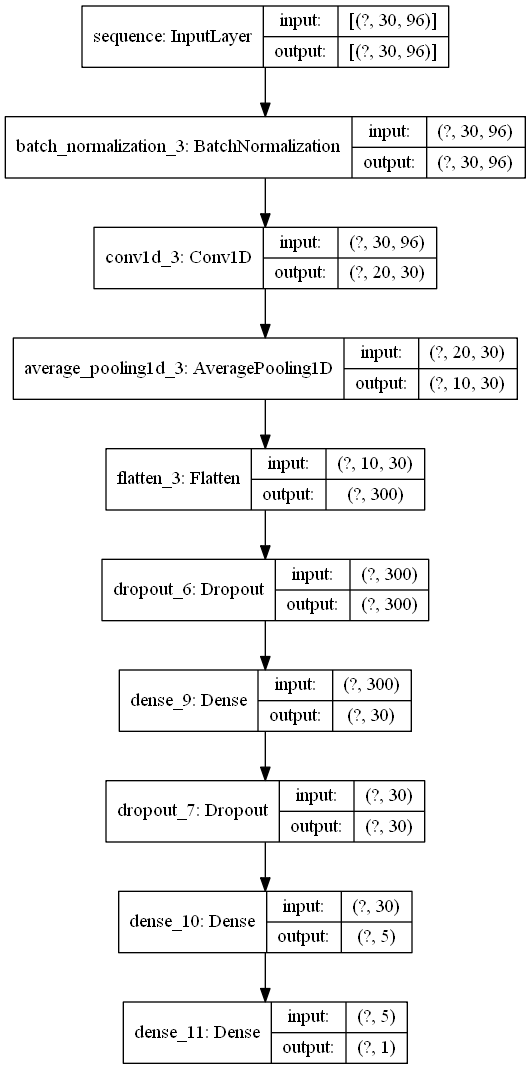 sequence: InputLayer
input: [(?, 30, 96)]
output: [(?, 30, 96)]
batch_normalization_3: BatchNormalization
input: (?, 30, 96)
output: (?, 30, 96)
conv1d_3: Conv1D
input: (?, 30, 96)
output: (?, 20, 30)
average_pooling1d_3: AveragePooling1D
input: (?, 20, 30)
output: (?, 10, 30)
flatten_3: Flatten
input: (?, 10, 30)
output: (?, 300)
dropout_6: Dropout
input: (?, 300)
output: (?, 300)
dense_9: Dense
input: (?, 300)
output: (?, 30)
dropout_7: Dropout
input: (?, 30)
output: (?, 30)
dense_10: Dense
input: (?, 30)
output: (?, 5)
dense_11: Dense
input: (?, 5)
output: (?, 1)